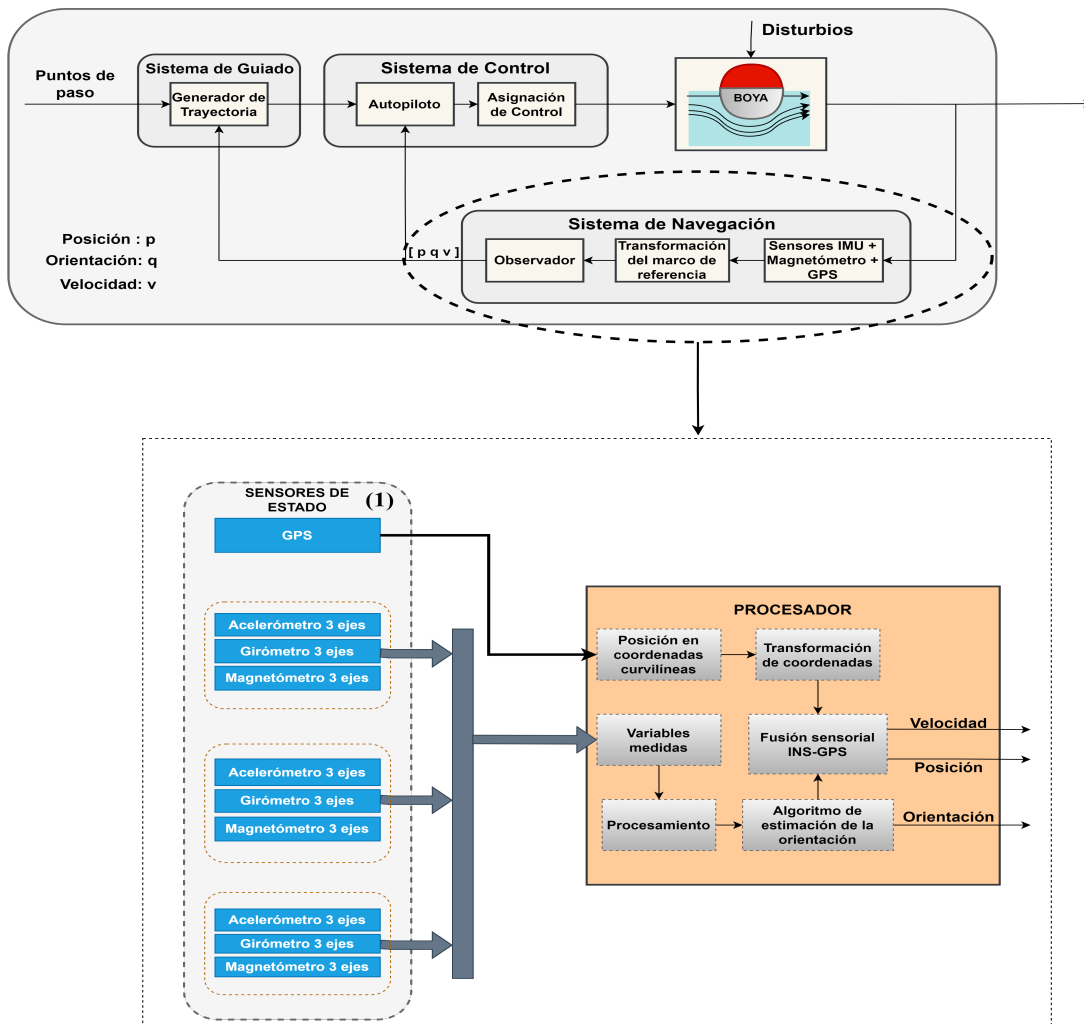 Disturbios
Puntos de
paso
Sistema de Guiado
Generador de
Trayectoria
Sistema de Control
Autopiloto
Asignación
de Control
BOYA
Posición : p
Orientación: q
Velocidad: v
[ p q v ]
Sistema de Navegación
Observador
Transformación
del marco de
referencia
Sensores IMU +
Magnetómetro +
GPS
SENSORES DE
ESTADO
(1)
GPS
Acelerómetro 3 ejes
Girómetro 3 ejes
Magnetómetro 3 ejes
Acelerómetro 3 ejes
Girómetro 3 ejes
Magnetómetro 3 ejes
Acelerómetro 3 ejes
Girómetro 3 ejes
Magnetómetro 3 ejes
PROCESADOR
Posición en
coordenadas
curvilíneas
Transformación
de coordenadas
Variables
medidas
Fusión sensorial
INS-GPS
Procesamiento
Algoritmo de
estimación de la
orientación
Velocidad
Posición
Orientación